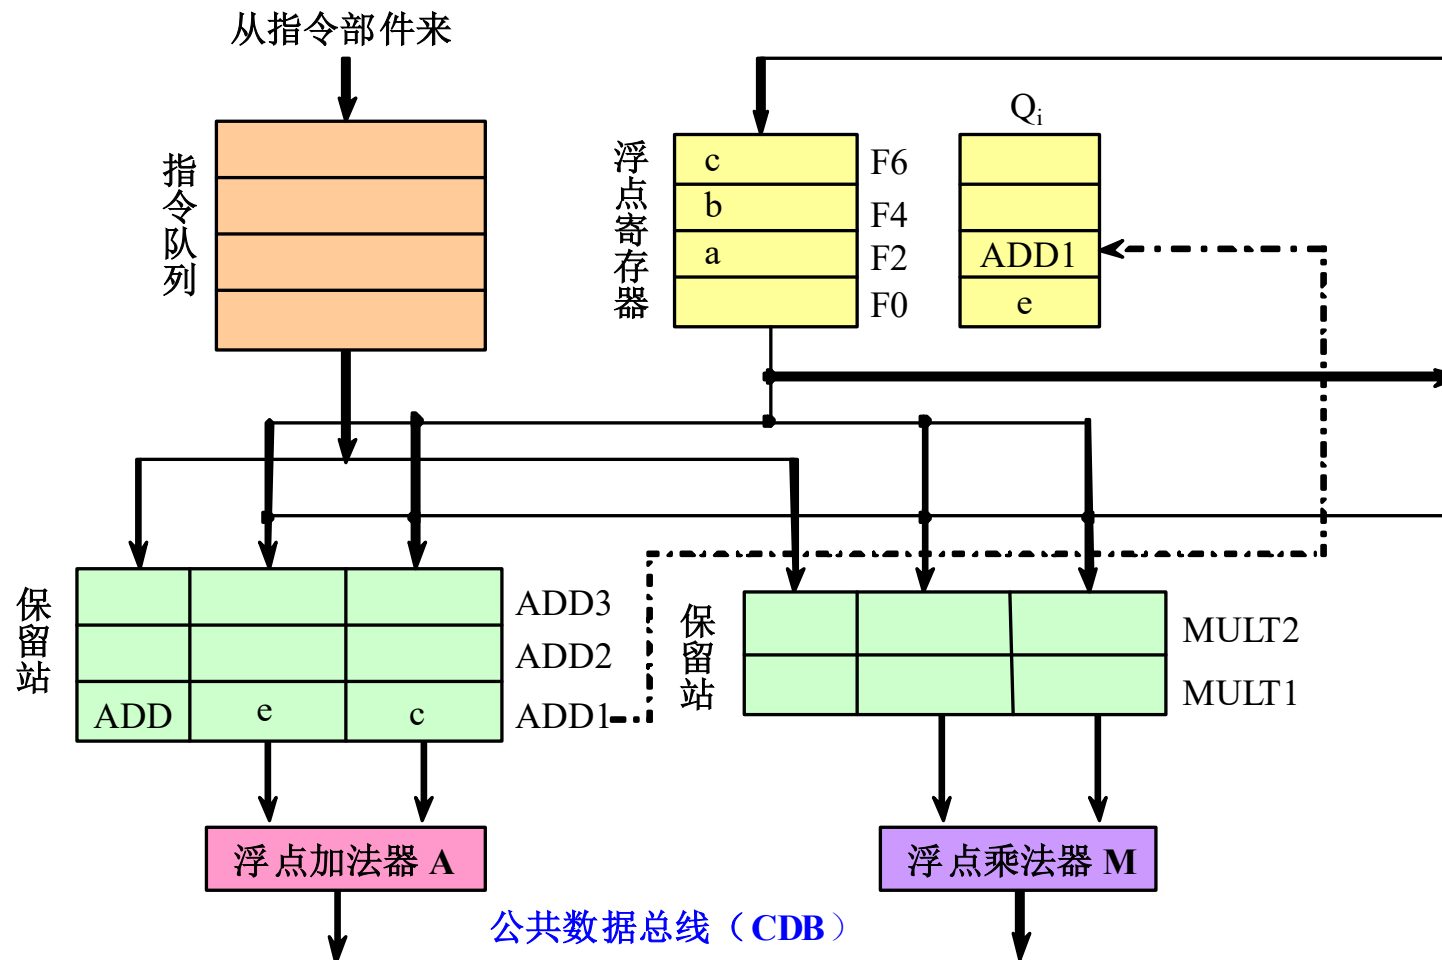 从指令部件来
指令队列
浮点寄存器
Qi
c F6
b F4
a F2 ADD1
F0 e
保留站
ADD3
ADD2
ADD e c ADD1
保留站
MULT2
MULT1
浮点加法器 A
浮点乘法器 M
公共数据总线（CDB）